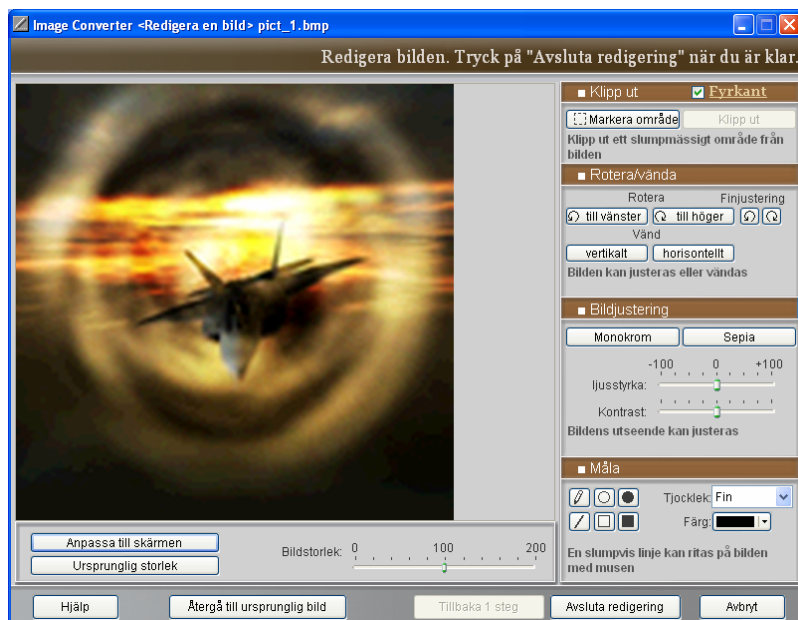 Image Converter <Redigera en bild> pict_1.bmp
Redigera bilden. Tryck på "Avsluta redigering" när du är klar.
Klipp ut Fyrkant
Markera område Klipp ut
Klipp ut ett slumpmässigt område från
bilden
Rotera/vända
Rotera Finjustering
till vänster till höger
Vänd
vertikalt horisontellt
Bilden kan justeras eller vändas
Bildjustering
Monokrom Sepia
-100 0 +100
ljusstyrka:
Kontrast:
Bildens utseende kan justeras
Måla
Tjocklek: Fin
Färg:
En slumpvis linje kan ritas på bilden
med musen
Anpassa till skärmen
Ursprunglig storlek
Bildstorlek: 0 100 200
Hjälp Återgå till ursprunglig bild Tillbaka 1 steg Avsluta redigering Avbryt